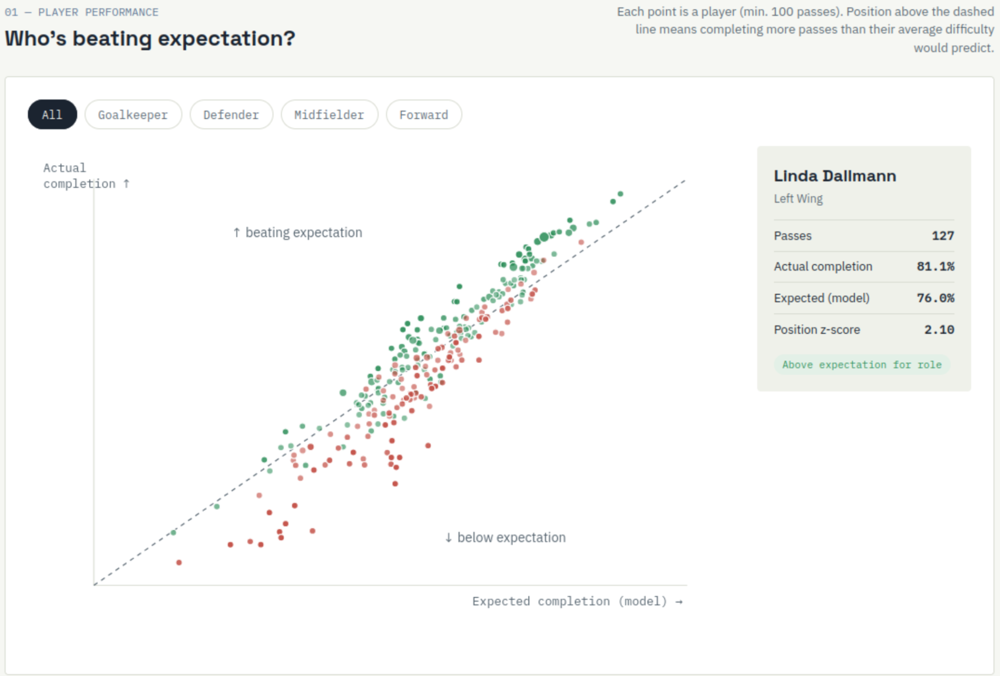 01 — PLAYER PERFORMANCE
Who's beating expectation?
Each point is a player (min. 100 passes). Position above the dashed
line means completing more passes than their average difficulty
would predict.
All
Goalkeeper
Defender
Midfielder
Forward
Actual
completion ↑
↑ beating expectation
↓ below expectation
Expected completion (model) →
Linda Dallmann
Left Wing
Passes 127
Actual completion 81.1%
Expected (model) 76.0%
Position z-score 2.10
Above expectation for role